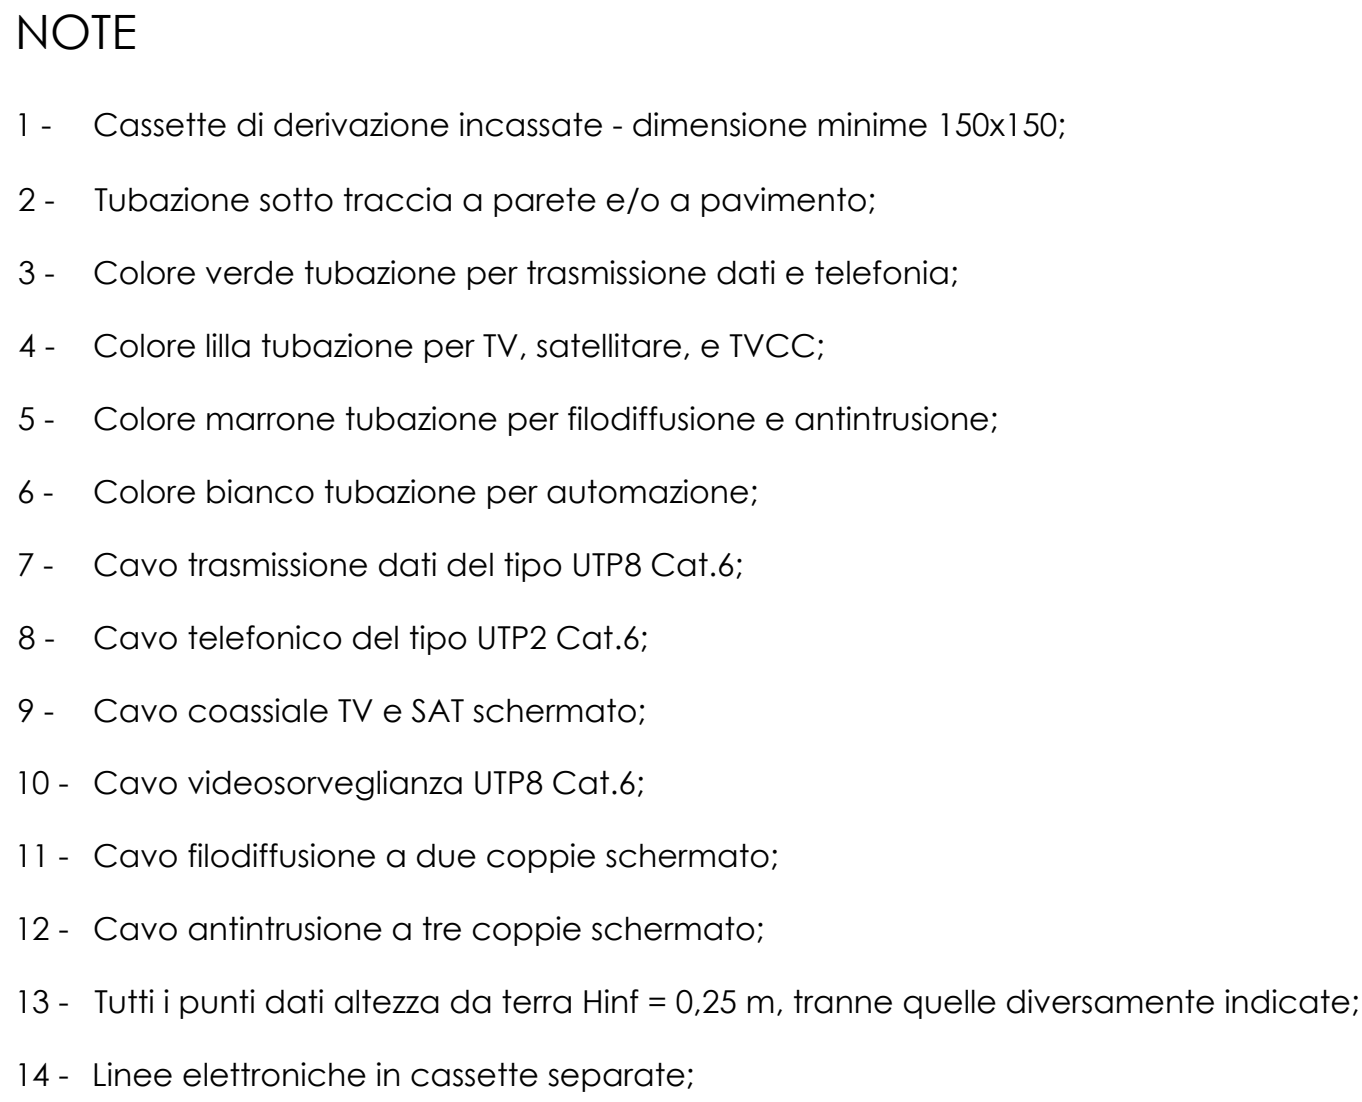 NOTE
1 - Cassette di derivazione incassate - dimensione minime 150x150;
2 - Tubazione sotto traccia a parete e/o a pavimento;
3 - Colore verde tubazione per trasmissione dati e telefonia;
4 - Colore lilla tubazione per TV, satellitare, e TVCC;
5 - Colore marrone tubazione per filodiffusione e antintrusione;
6 - Colore bianco tubazione per automazione;
7 - Cavo trasmissione dati del tipo UTP8 Cat.6;
8 - Cavo telefonico del tipo UTP2 Cat.6;
9 - Cavo coassiale TV e SAT schermato;
10 - Cavo videosorveglianza UTP8 Cat.6;
11 - Cavo filodiffusione a due coppie schermato;
12 - Cavo antintrusione a tre coppie schermato;
13 - Tutti i punti dati altezza da terra Hinf = 0,25 m, tranne quelle diversamente indicate;
14 - Linee elettroniche in cassette separate;